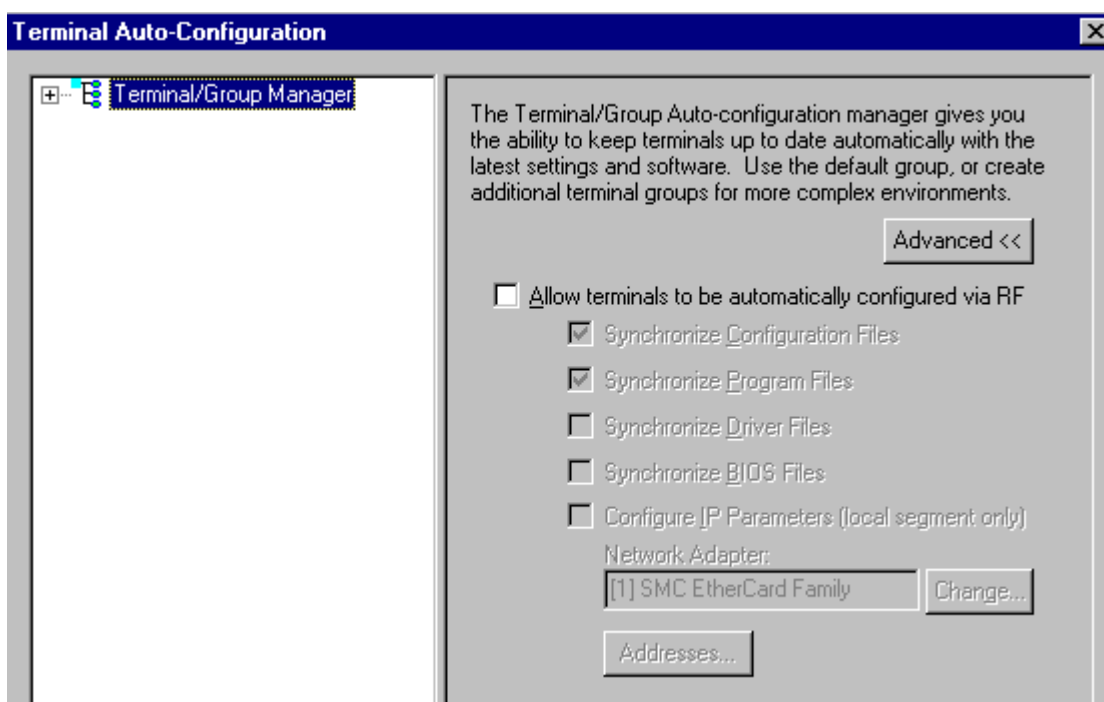 Terminal Auto-Configuration
Terminal/Group Manager
The Terminal/Group Auto-configuration manager gives you
the ability to keep terminals up to date automatically with the
latest settings and software.  Use the default group, or create
additional terminal groups for more complex environments.
Advanced <<
Allow terminals to be automatically configured via RF
Synchronize Configuration Files
Synchronize Program Files
Synchronize Driver Files
Synchronize BIOS Files
Configure IP Parameters (local segment only)
Network Adapter:
[1] SMC EtherCard Family
Change...
Addresses...